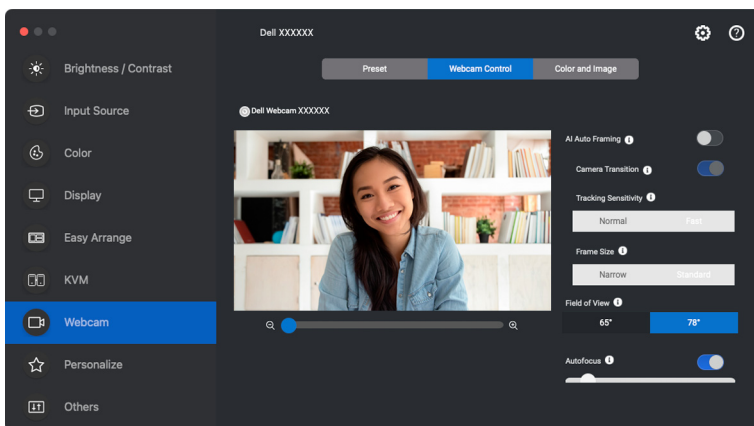 Dell XXXXXX
Brightness / Contrast
Input Source
Color
Display
Easy Arrange
KVM
Webcam
Personalize
Others
Preset
Webcam Control
Color and Image
Dell Webcam XXXXXX
AI Auto Framing
Camera Transition
Tracking Sensitivity
Normal
Fast
Frame Size
Narrow
Standard
Field of View
65°
78°
Autofocus